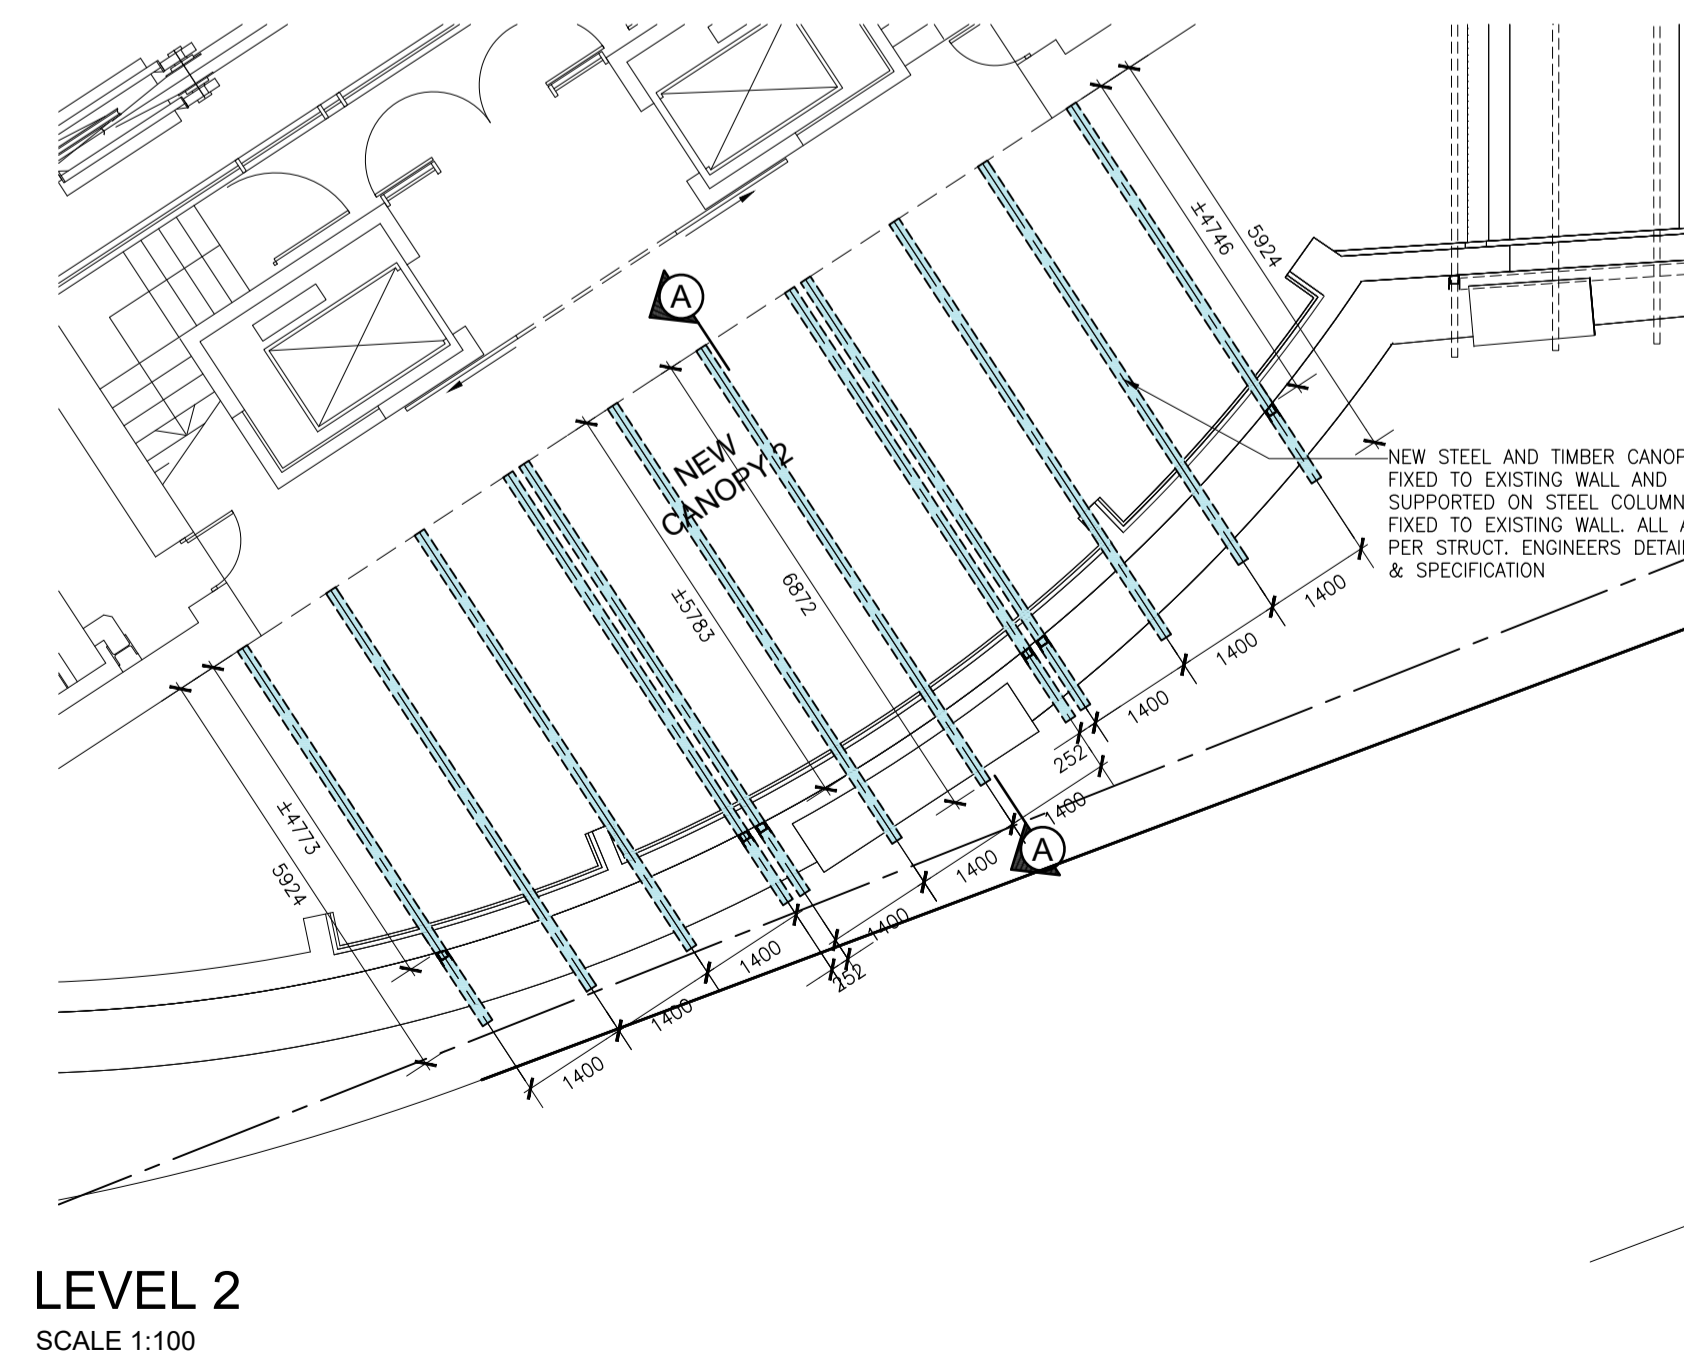 A
±4746
5924
NEW
CANOPY 2
NEW STEEL AND TIMBER CANOP
FIXED TO EXISTING WALL AND
SUPPORTED ON STEEL COLUMN
FIXED TO EXISTING WALL. ALL A
PER STRUCT. ENGINEERS DETAI
& SPECIFICATION
±5783
6872
1400
1400
1400
252
1400
1400
1400
252
1400
1400
1400
A
±4773
5924
LEVEL 2
SCALE 1:100